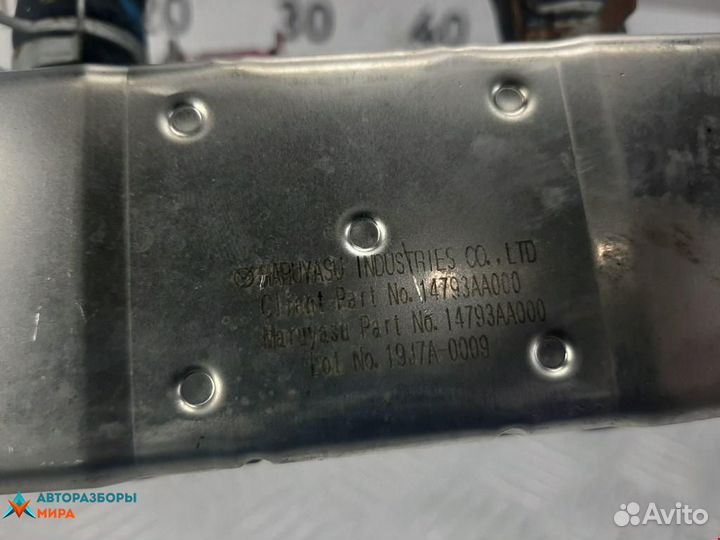 20 30 40
MARUYASU INDUSTRIES CO., LTD
Client Part No. 14793AA000
Maruyasu Part No. 14793AA000
Lot No. 19J7A-0009
АВТОРАЗБОРЫ
МИРА
Avito